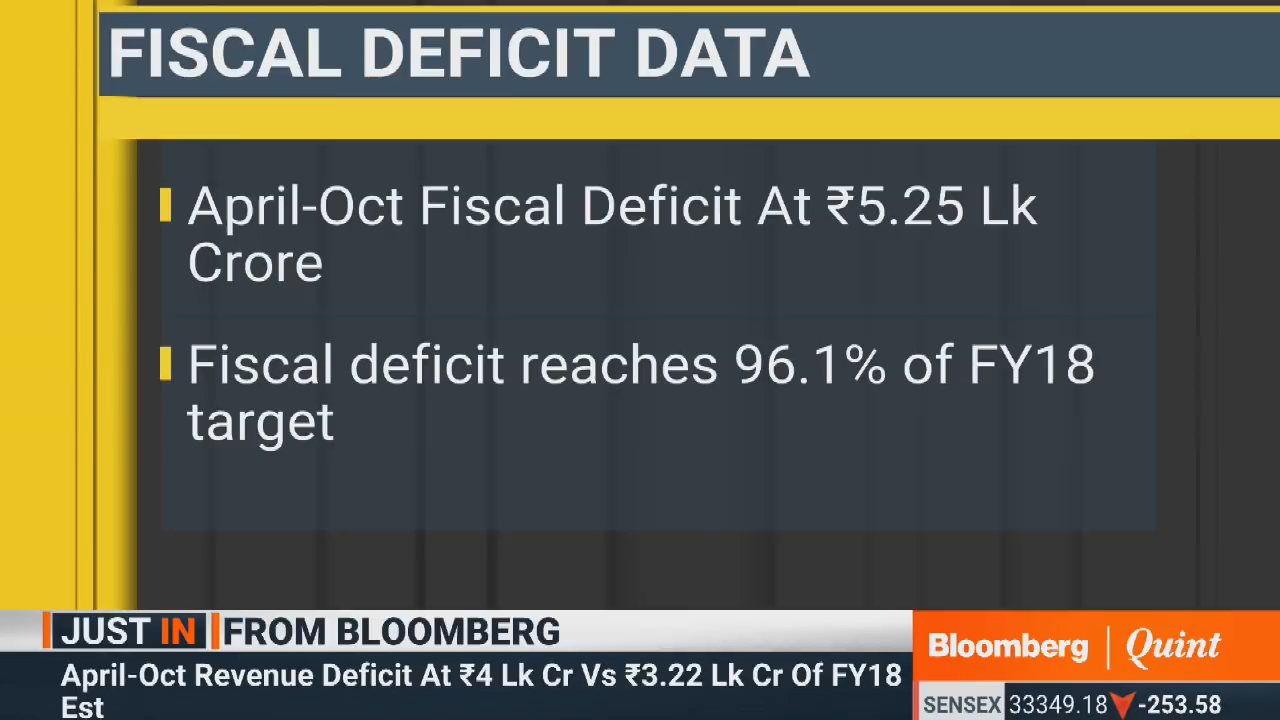 FISCAL DEFICIT DATA
April-Oct Fiscal Deficit At ₹5.25 Lk
Crore
Fiscal deficit reaches 96.1% of FY18
target
JUST IN FROM BLOOMBERG
April-Oct Revenue Deficit At ₹4 Lk Cr Vs ₹3.22 Lk Cr Of FY18
Est
Bloomberg | Quint
SENSEX 33349.18 -253.58